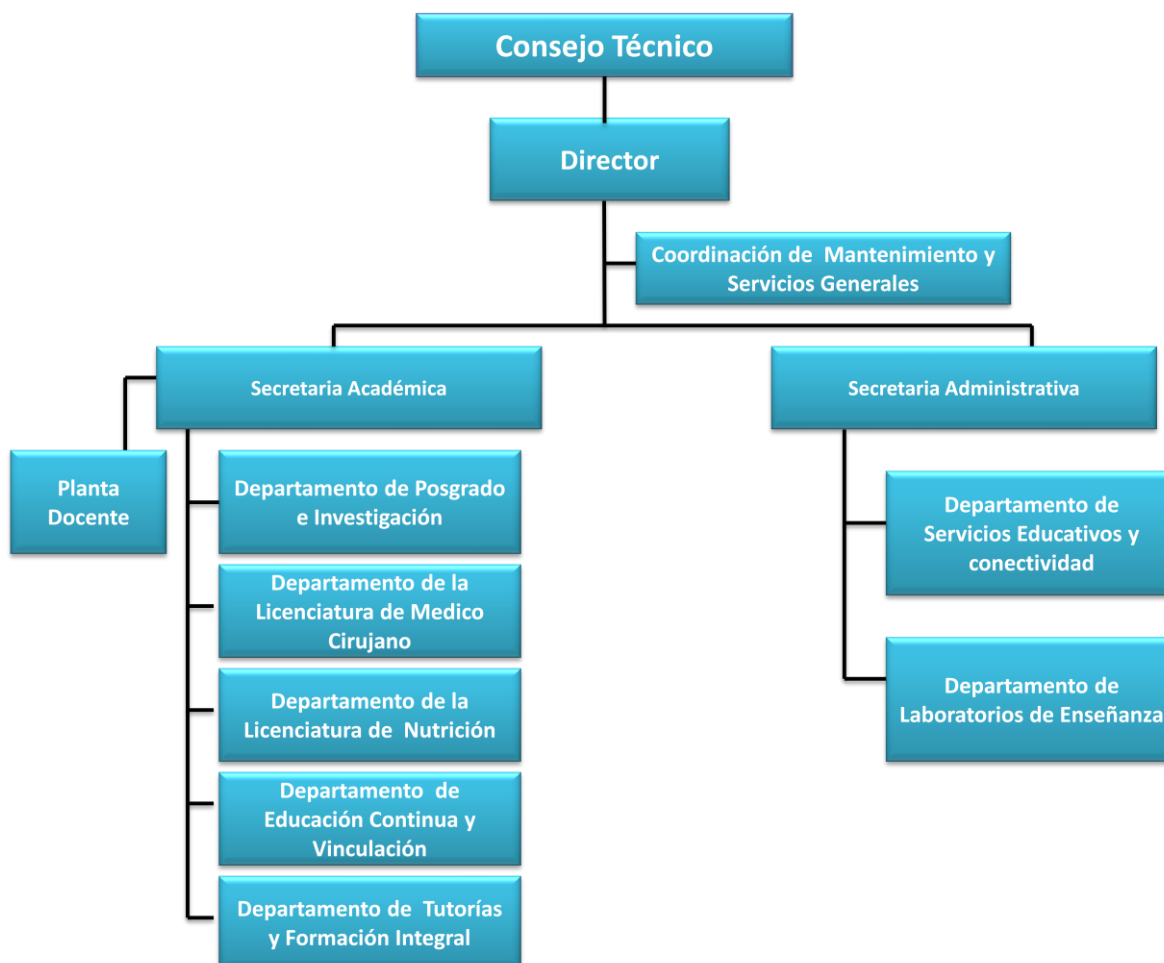 Consejo Técnico
Director
Coordinación de Mantenimiento y
Servicios Generales
Secretaria Académica
Secretaria Administrativa
Planta
Docente
Departamento de Posgrado
e Investigación
Departamento de la
Licenciatura de Medico
Cirujano
Departamento de la
Licenciatura de Nutrición
Departamento de
Educación Continua y
Vinculación
Departamento de Tutorías
y Formación Integral
Departamento de
Servicios Educativos y
conectividad
Departamento de
Laboratorios de Enseñanza